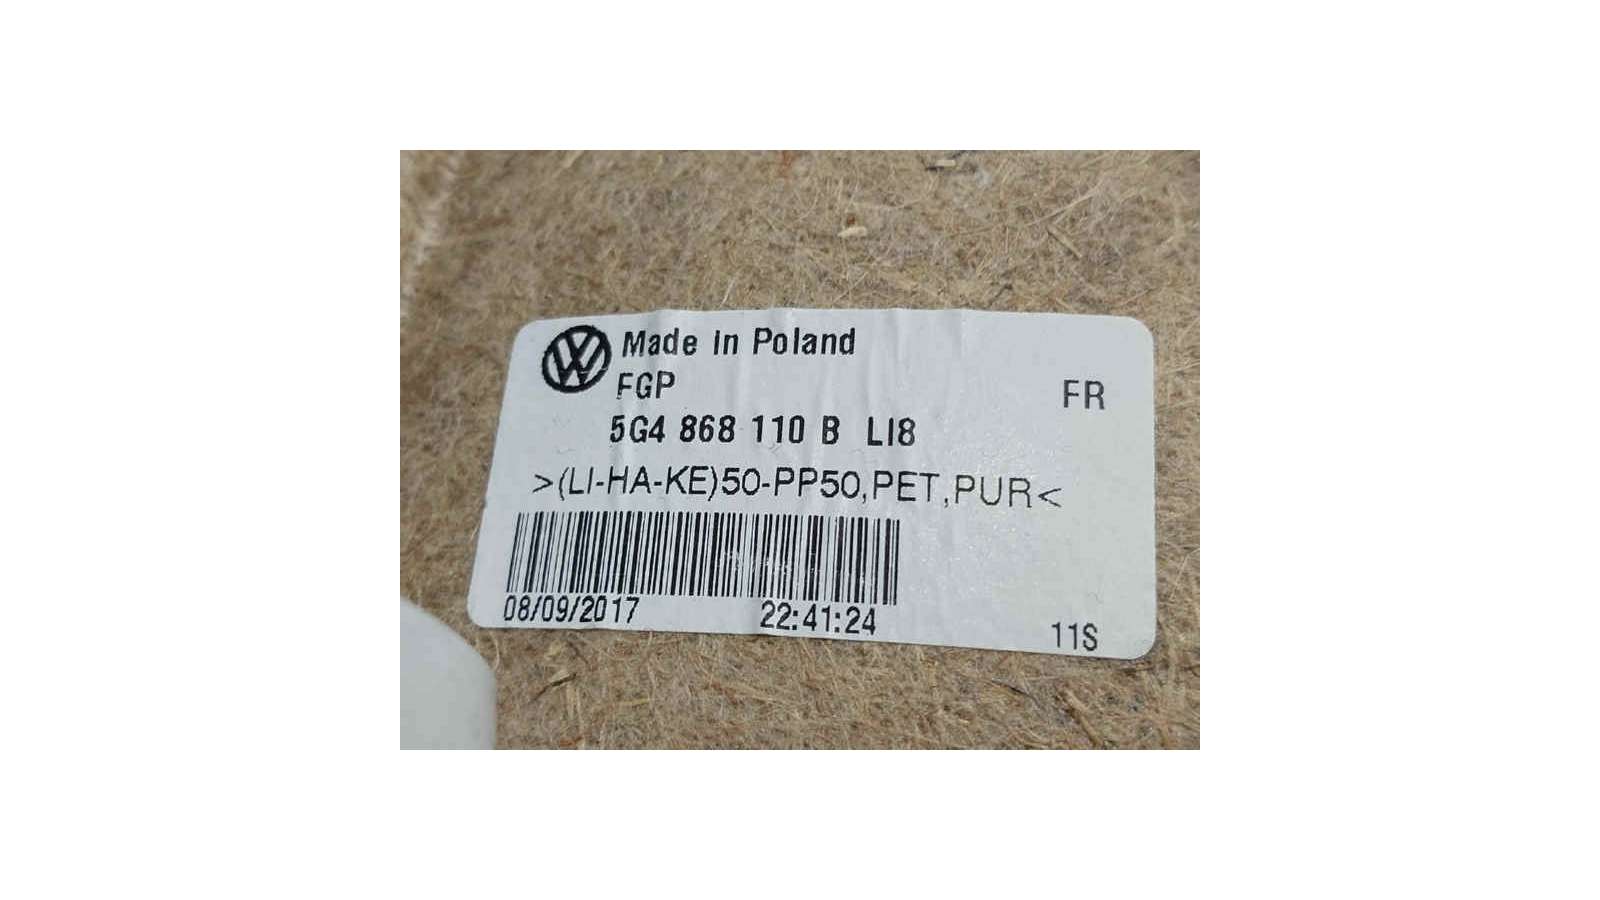 Made in Poland
FGP
FR
5G4 868 110 B LI8
>(LI-HA-KE)50-PP50,PET,PUR<
08/09/2017 22:41:24
11S